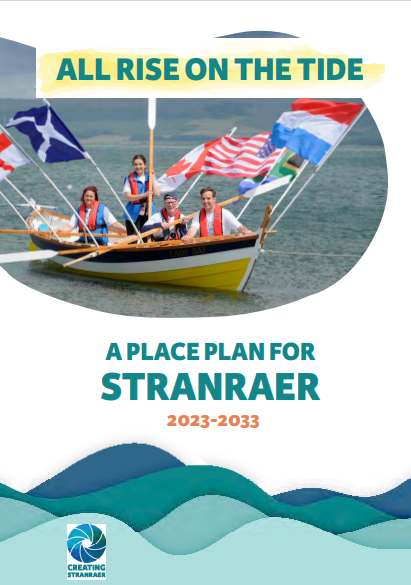 ALL RISE ON THE TIDE
A PLACE PLAN FOR
STRANRAER
2023-2033
CREATING
STRANRAER